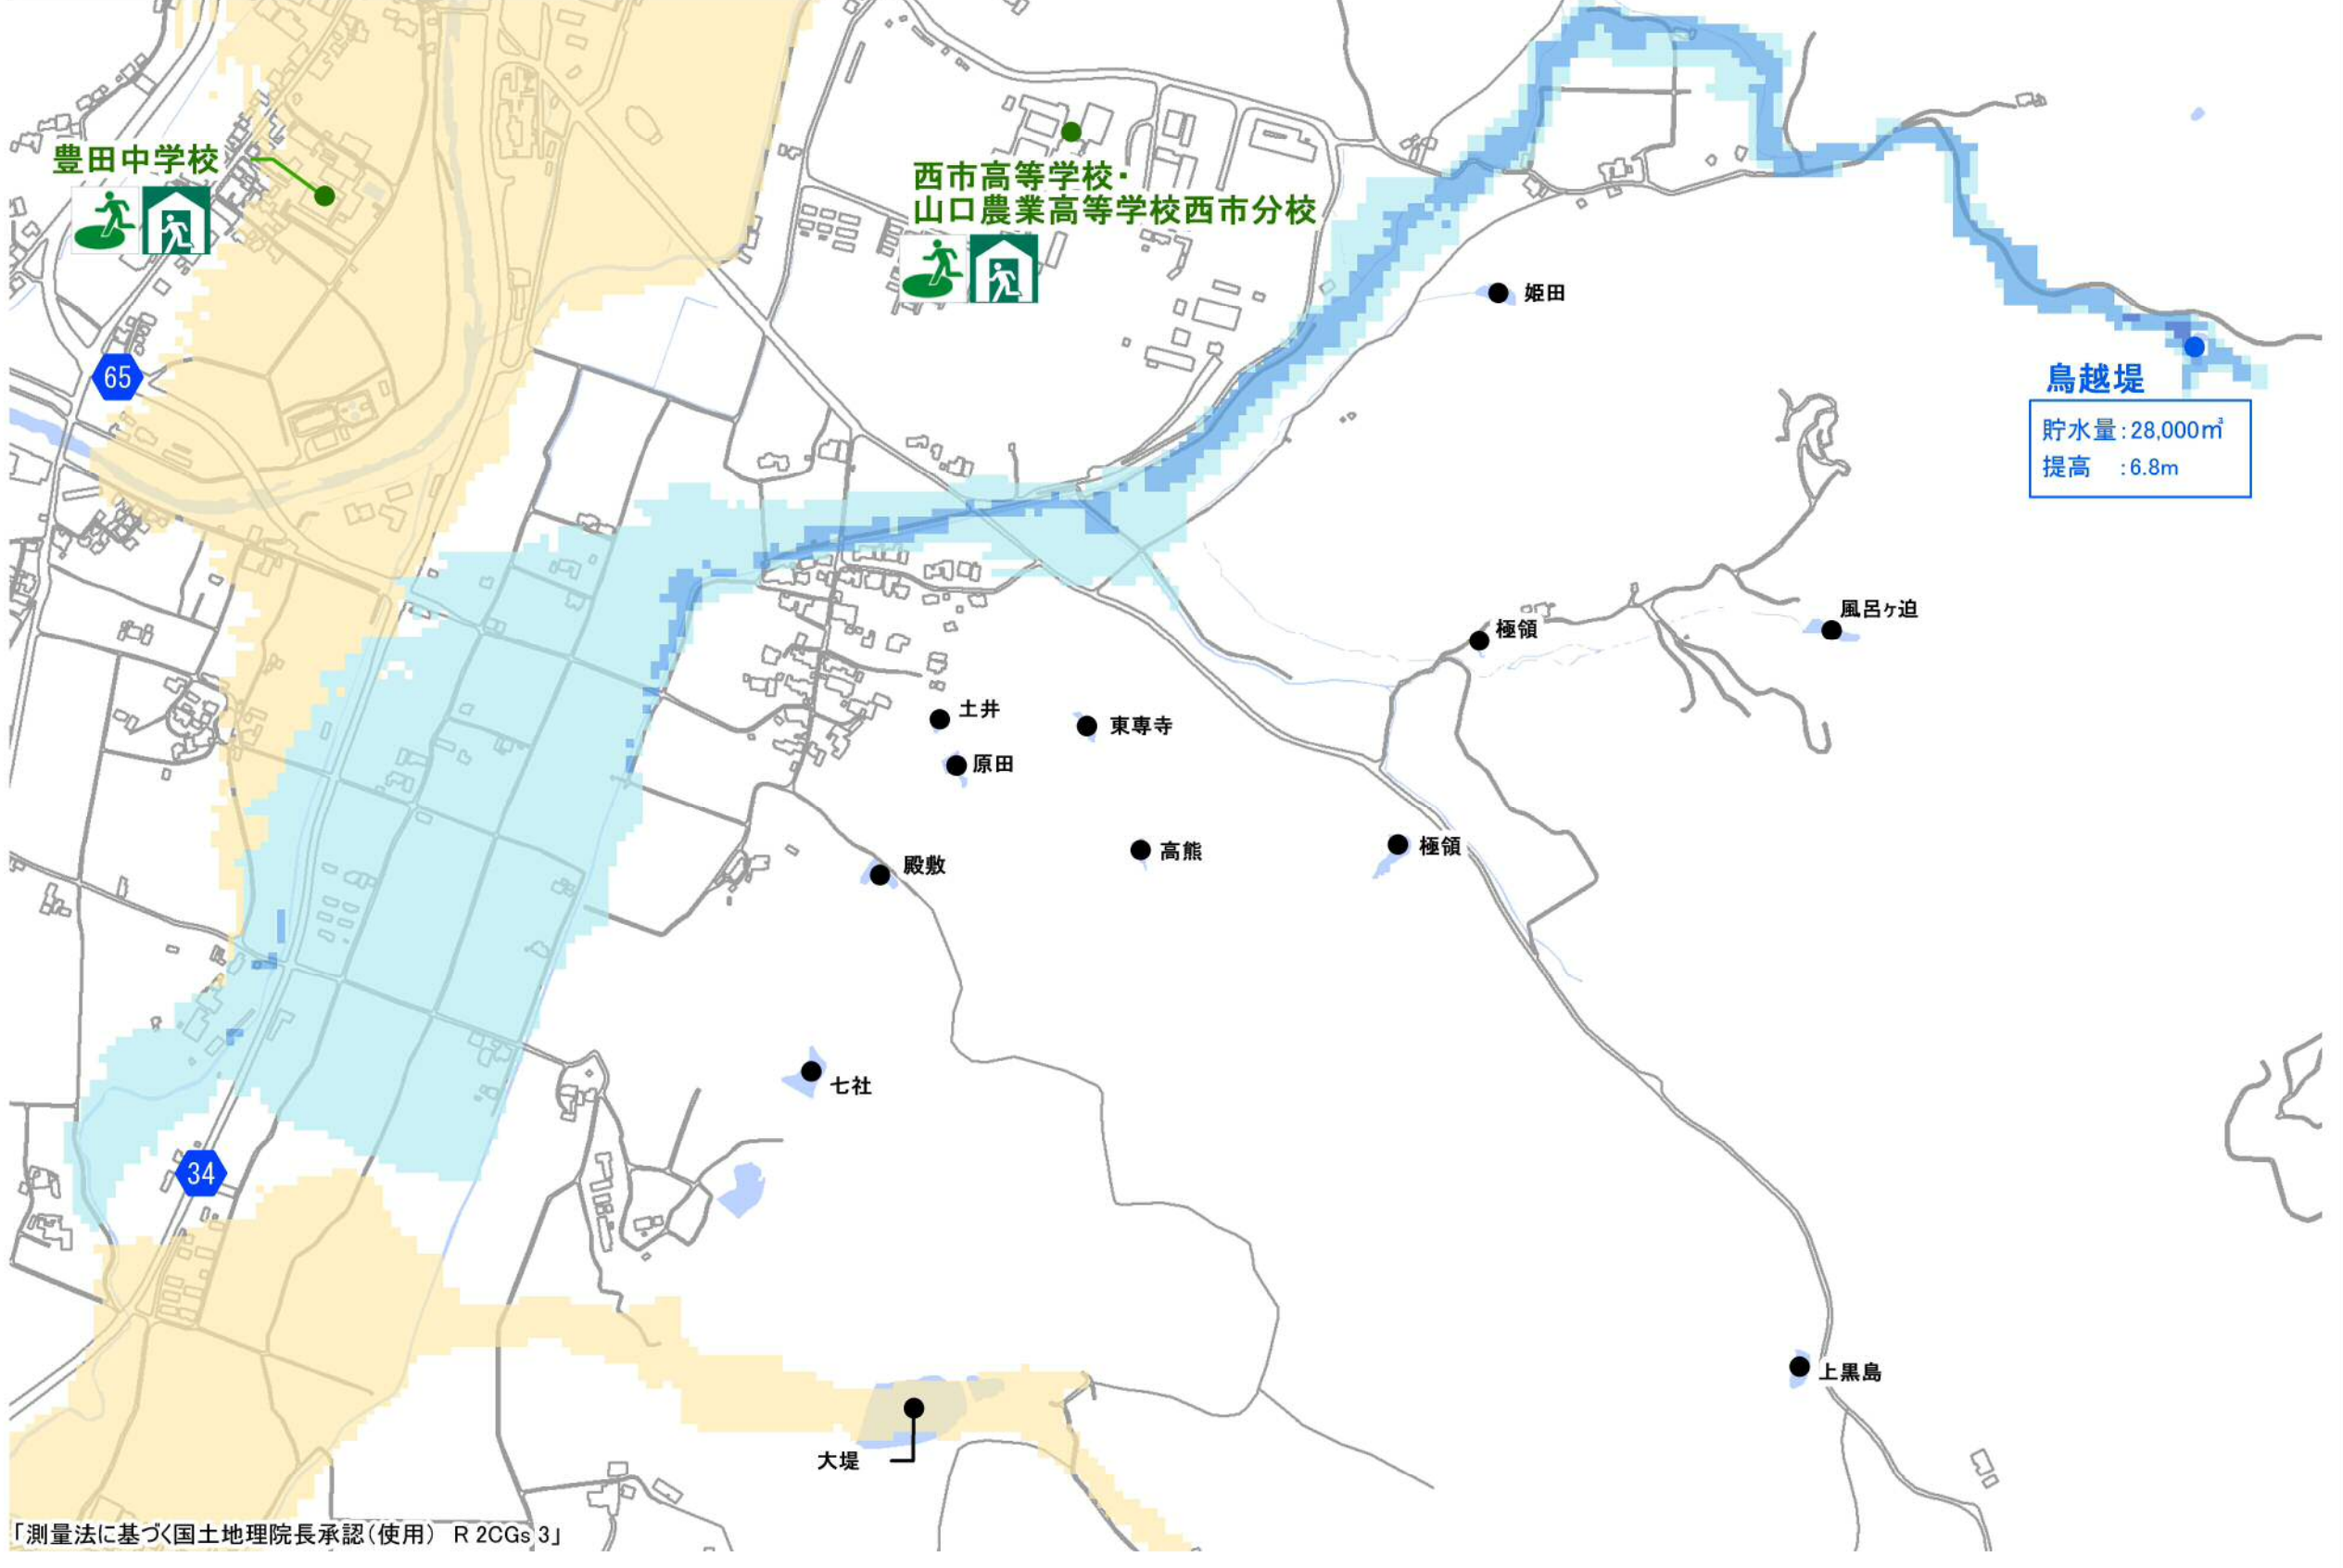 豊田中学校
西市高等学校・
山口農業高等学校西市分校
姫田
65
鳥越堤
貯水量:28,000㎥
提高 :6.8m
風呂ヶ迫
極領
土井
東専寺
原田
高熊
極領
殿敷
七社
34
上黒島
大堤
「測量法に基づく国土地理院長承認(使用) R 2CGs 3」